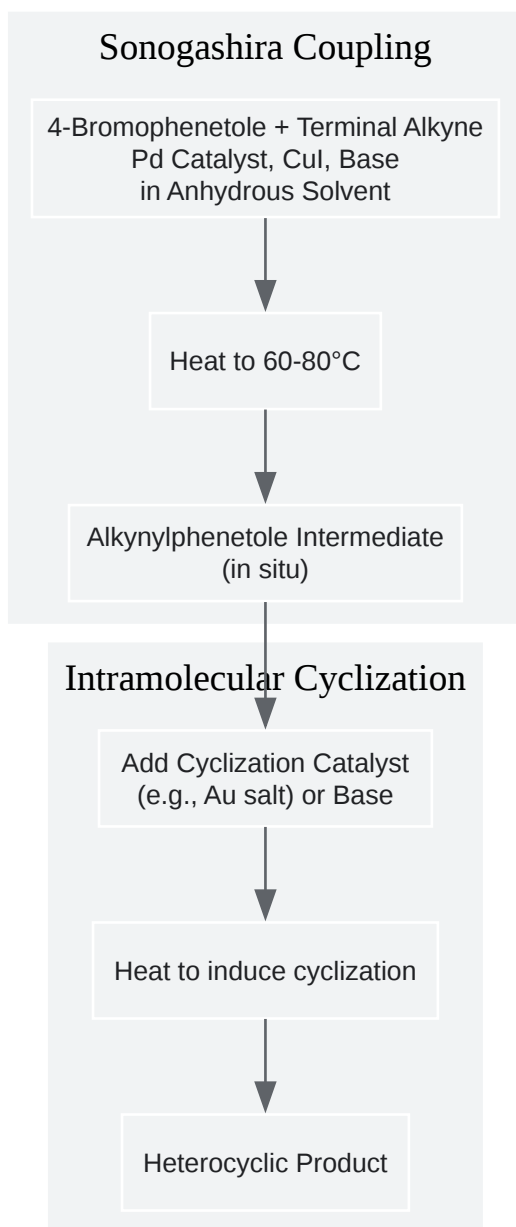 Sonogashira Coupling
4-Bromophenetole + Terminal Alkyne
Pd Catalyst, CuI, Base
in Anhydrous Solvent
Heat to 60-80°C
Alkynylphenetole Intermediate
(in situ)
Intramolecular Cyclization
Add Cyclization Catalyst
(e.g., Au salt) or Base
Heat to induce cyclization
Heterocyclic Product